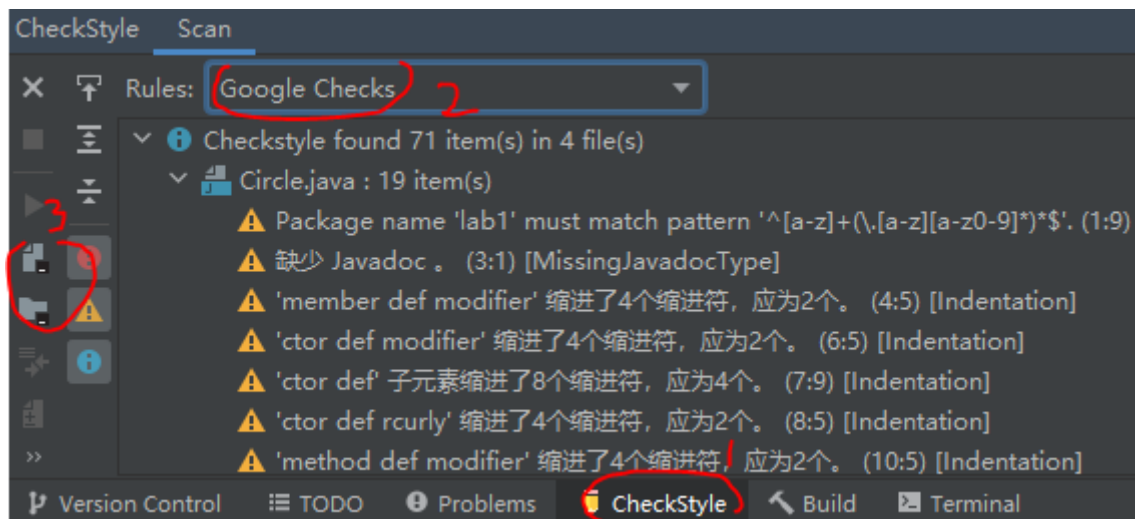 CheckStyle Scan
Rules: Google Checks 2
Checkstyle found 71 item(s) in 4 file(s)
Circle.java : 19 item(s)
Package name 'lab1' must match pattern '^[a-z]+(\.[a-z][a-z0-9]*)*$'. (1:9)
3
缺少 Javadoc 。 (3:1) [MissingJavadocType]
'member def modifier' 缩进了4个缩进符，应为2个。 (4:5) [Indentation]
'ctor def modifier' 缩进了4个缩进符，应为2个。 (6:5) [Indentation]
'ctor def' 子元素缩进了8个缩进符，应为4个。 (7:9) [Indentation]
'ctor def rcurly' 缩进了4个缩进符，应为2个。 (8:5) [Indentation]
'method def modifier' 缩进了4个缩进符，应为2个。 (10:5) [Indentation]
1
Version Control TODO Problems CheckStyle Build Terminal